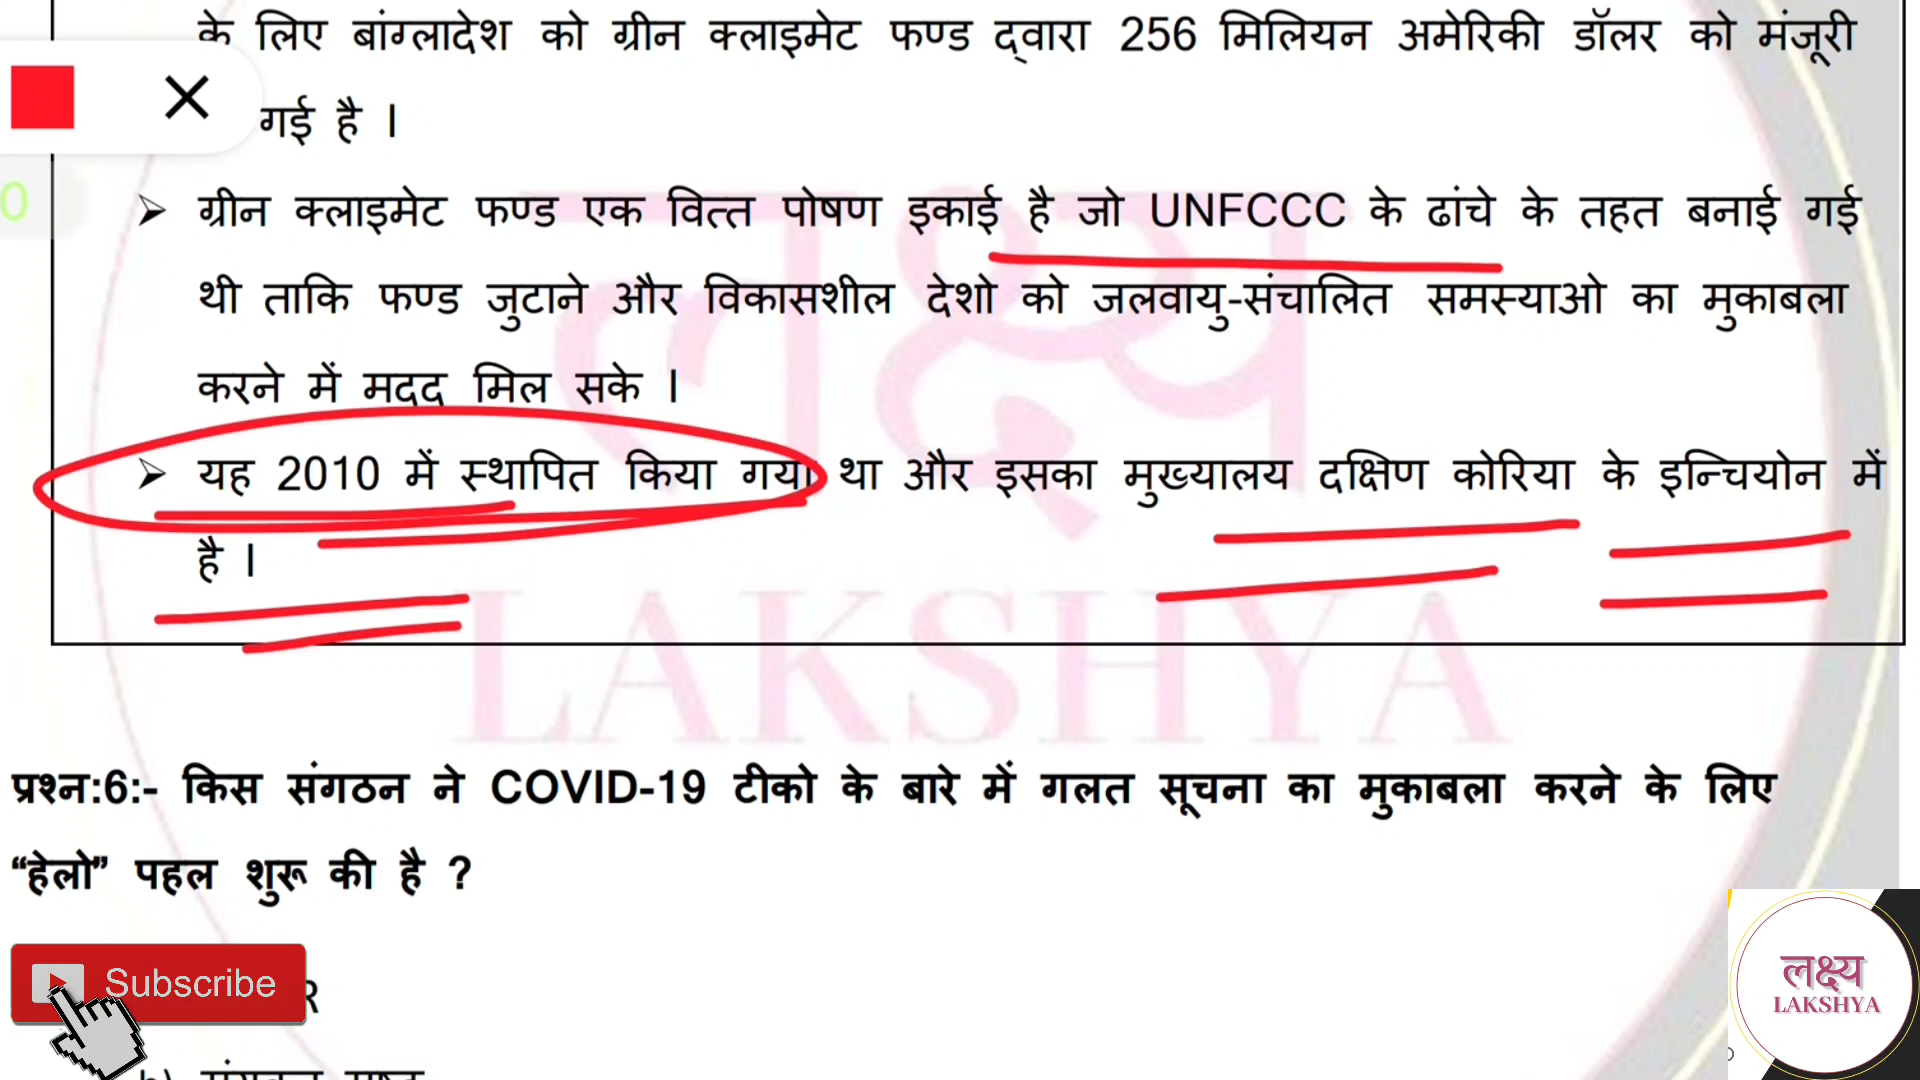 के लिए बांग्लादेश को ग्रीन क्लाइमेट फण्ड द्वारा 256 मिलियन अमेरिकी डॉलर को मंजूरी
गई है ।
➢ ग्रीन क्लाइमेट फण्ड एक वित्त पोषण इकाई है जो UNFCCC के ढांचे के तहत बनाई गई
थी ताकि फण्ड जुटाने और विकासशील देशो को जलवायु-संचालित समस्याओ का मुकाबला
करने में मदद मिल सके ।
➢ यह 2010 में स्थापित किया गया था और इसका मुख्यालय दक्षिण कोरिया के इन्चियोन में
है ।
लक्ष्य
LAKSHYA
प्रश्न:6:- किस संगठन ने COVID-19 टीको के बारे में गलत सूचना का मुकाबला करने के लिए
“हेलो” पहल शुरू की है ?
Subscribe
R
लक्ष्य
LAKSHYA